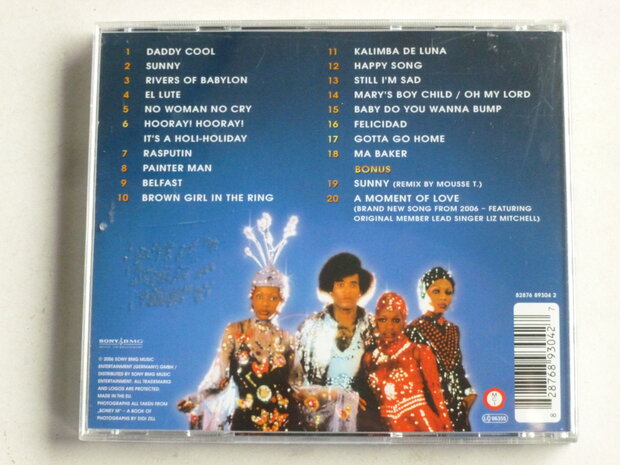 1 DADDY COOL
2 SUNNY
3 RIVERS OF BABYLON
4 EL LUTE
5 NO WOMAN NO CRY
6 HOORAY! HOORAY!
IT'S A HOLI-HOLIDAY
7 RASPUTIN
8 PAINTER MAN
9 BELFAST
10 BROWN GIRL IN THE RING
11 KALIMBA DE LUNA
12 HAPPY SONG
13 STILL I'M SAD
14 MARY'S BOY CHILD / OH MY LORD
15 BABY DO YOU WANNA BUMP
16 FELICIDAD
17 GOTTA GO HOME
18 MA BAKER
BONUS
19 SUNNY (REMIX BY MOUSSE T.)
20 A MOMENT OF LOVE
(BRAND NEW SONG FROM 2006 – FEATURING
ORIGINAL MEMBER LEAD SINGER LIZ MITCHELL)
82876 89304 2
SONY BMG
MUSIC ENTERTAINMENT
© 2006 SONY BMG MUSIC
ENTERTAINMENT (GERMANY) GMBH /
DISTRIBUTED BY SONY BMG MUSIC
ENTERTAINMENT. ALL TRADEMARKS
AND LOGOS ARE PROTECTED.
MADE IN THE EU.
PHOTOGRAPHS ALL TAKEN FROM
„BONEY M" – A BOOK OF
PHOTOGRAPHS BY DIDI ZILL
LC 06355
8 28768 93042 7